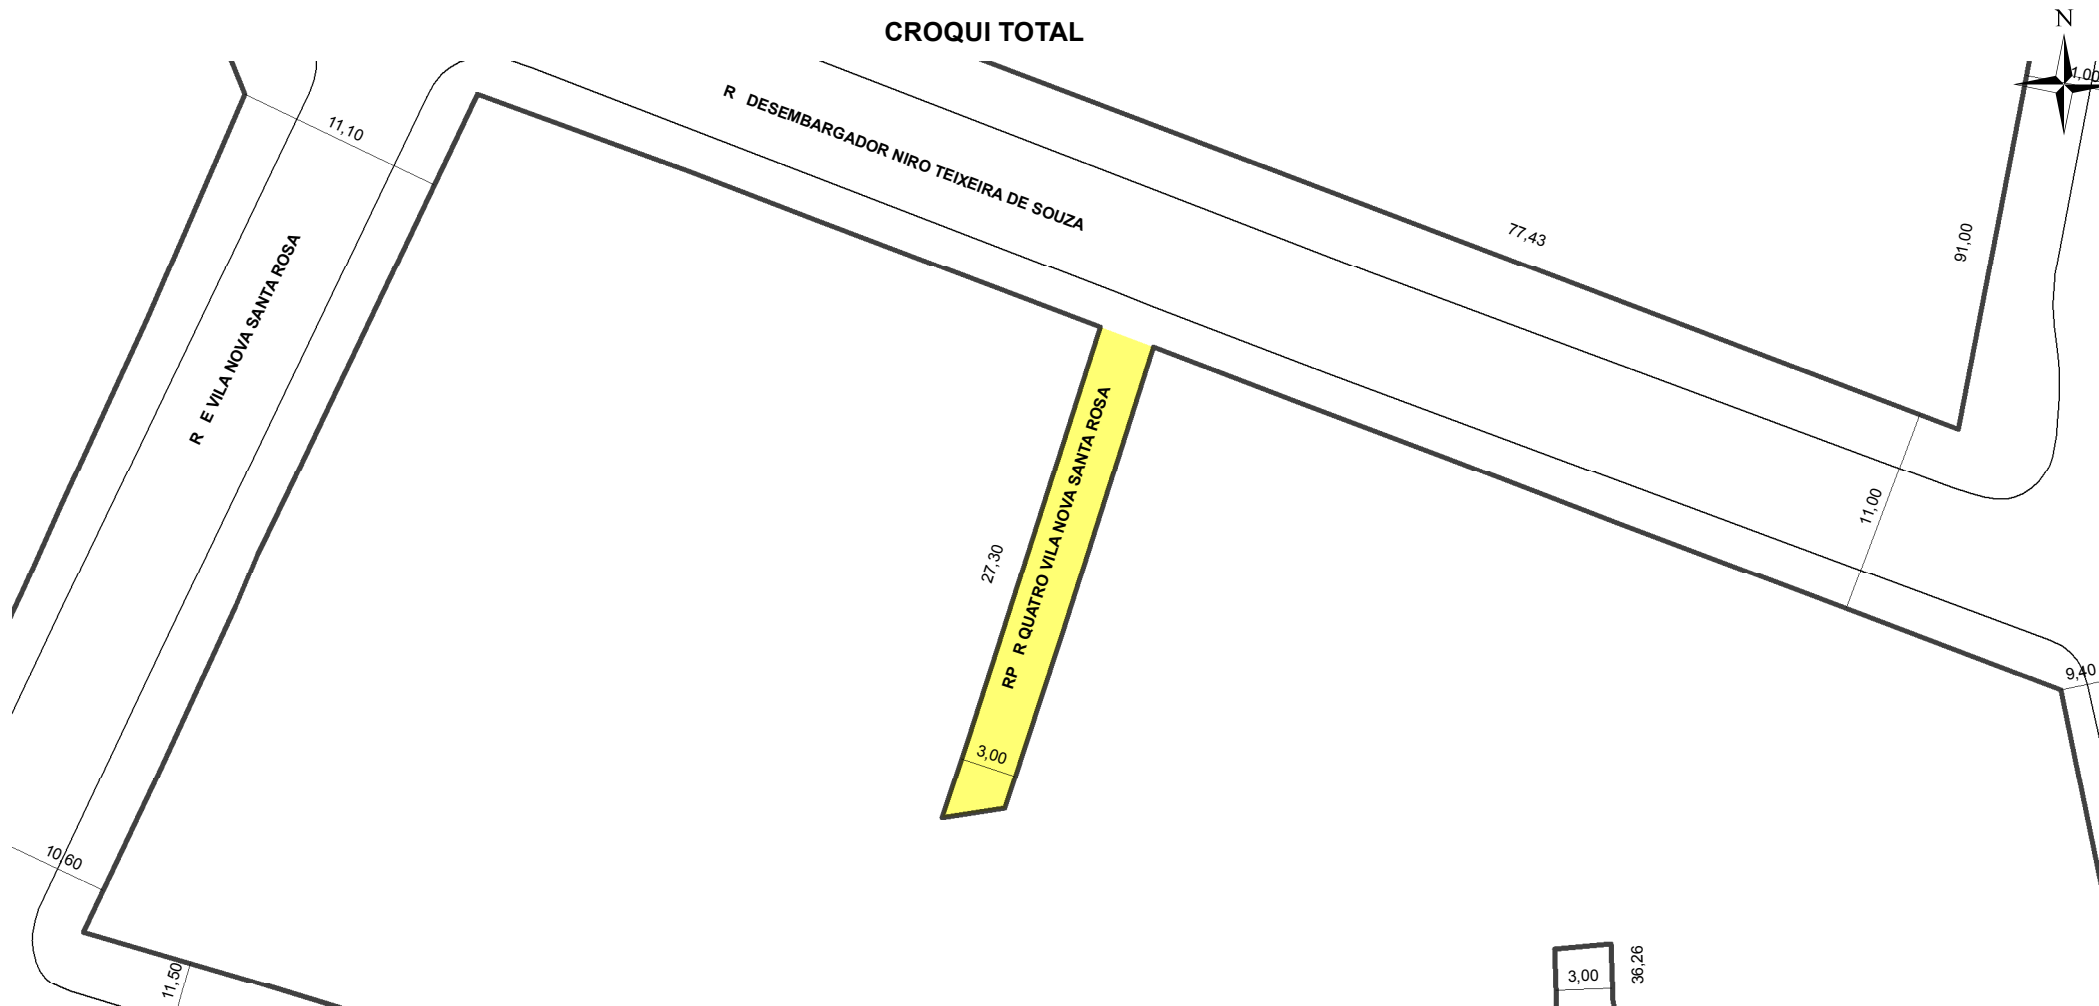 CROQUI TOTAL
N
1,00
11,10
R DESEMBARGADOR NIRO TEIXEIRA DE SOUZA
77,43
91,00
R E VILA NOVA SANTA ROSA
RP R QUATRO VILA NOVA SANTA ROSA
27,30
11,00
9,40
3,00
10,60
11,50
3,00
36,26